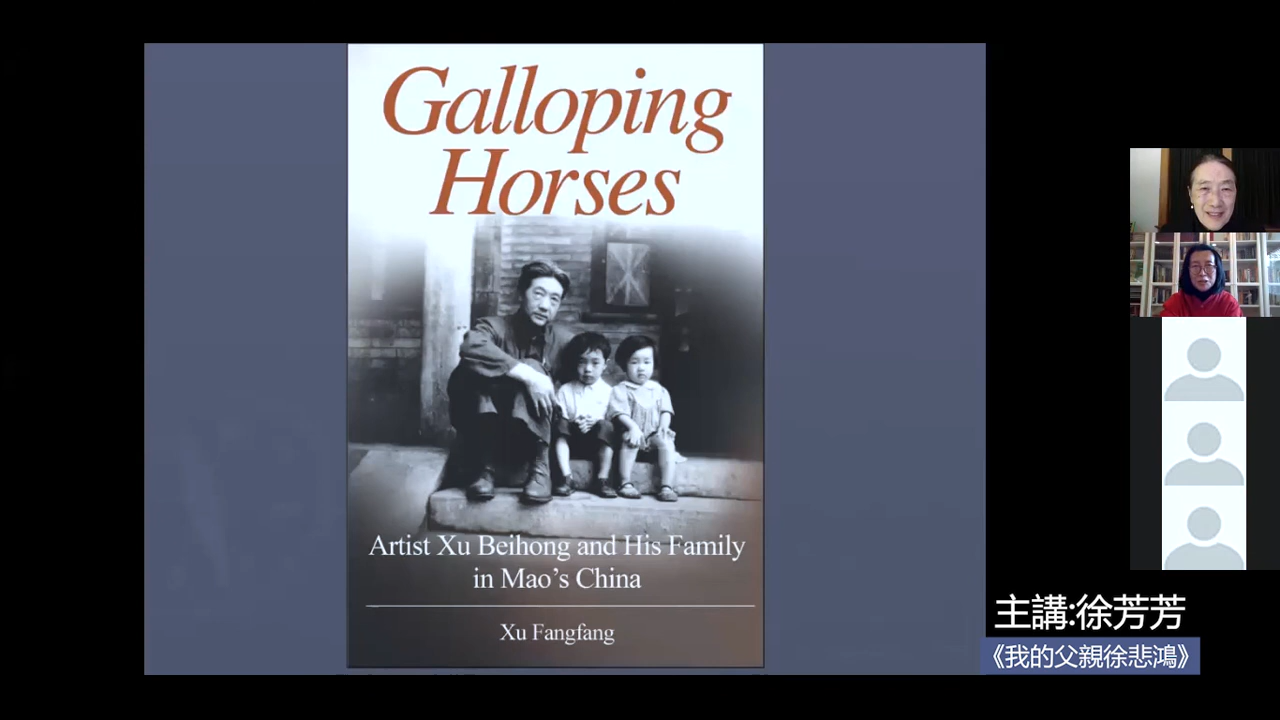 Galloping
Horses
Artist Xu Beihong and His Family
in Mao's China
Xu Fangfang
主講:徐芳芳
《我的父親徐悲鴻》